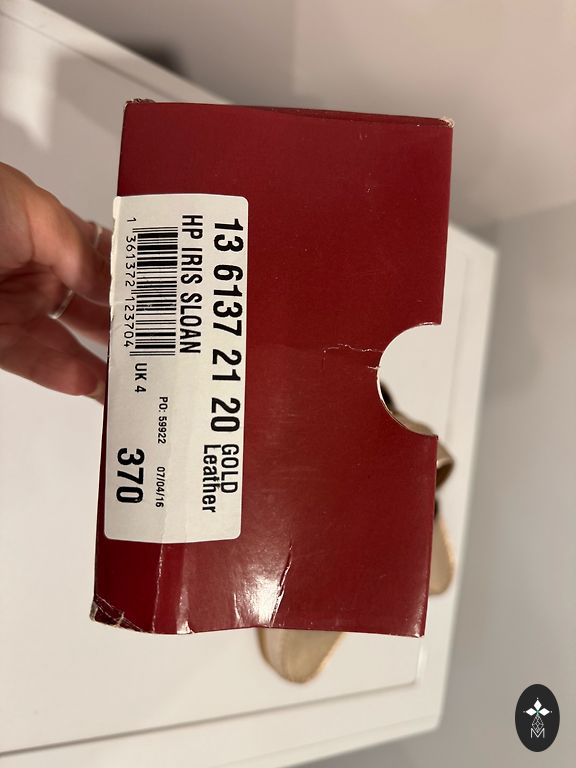 13 6137 21 20 GOLD
Leather
HP IRIS SLOAN
1 361372 123704
UK 4
PO: 59922 07/04/16
370
M